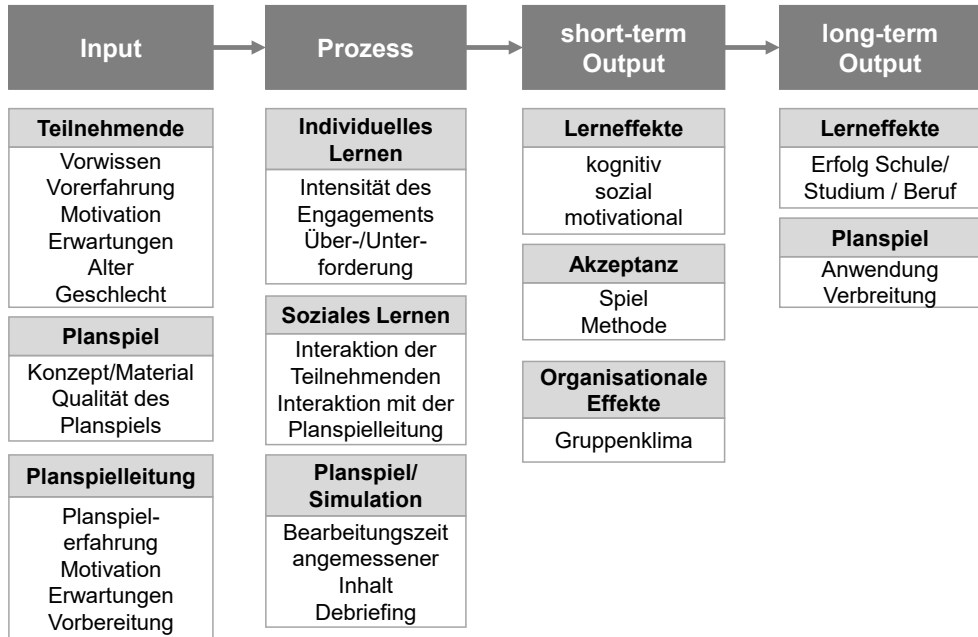 Input
Teilnehmende
Vorwissen
Vorerfahrung
Motivation
Erwartungen
Alter
Geschlecht
Planspiel
Konzept/Material
Qualität des
Planspiels
Planspielleitung
Planspiel-
erfahrung
Motivation
Erwartungen
Vorbereitung
Prozess
Individuelles
Lernen
Intensität des
Engagements
Über-/Unter-
forderung
Soziales Lernen
Interaktion der
Teilnehmenden
Interaktion mit der
Planspielleitung
Planspiel/
Simulation
Bearbeitungszeit
angemessener
Inhalt
Debriefing
short-term
Output
Lerneffekte
kognitiv
sozial
motivational
Akzeptanz
Spiel
Methode
Organisationale
Effekte
Gruppenklima
long-term
Output
Lerneffekte
Erfolg Schule/
Studium / Beruf
Planspiel
Anwendung
Verbreitung